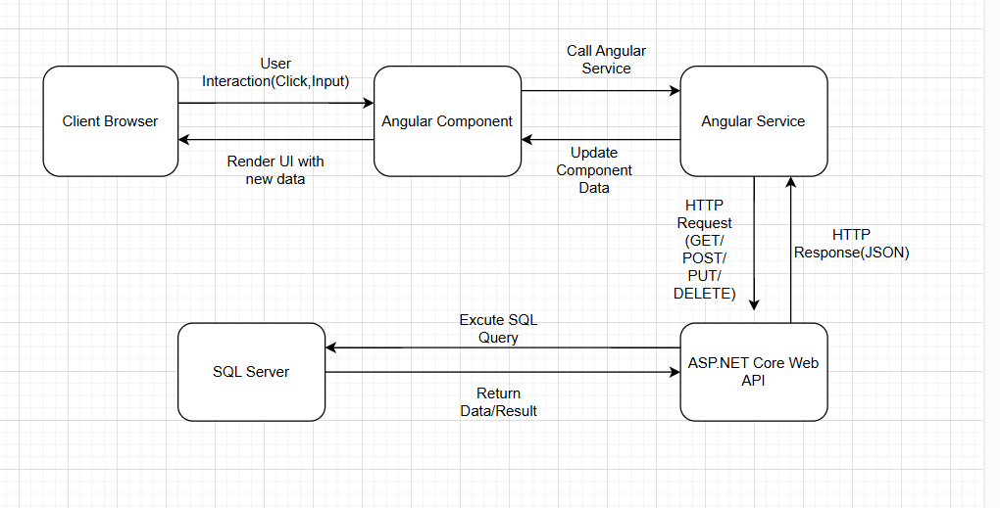 Call Angular
Service
User
Interaction(Click,Input)
Client Browser
Angular Component
Angular Service
Render UI with
new data
Update
Component
Data
HTTP
Request
(GET/
POST/
PUT/
DELETE)
HTTP
Response(JSON)
Excute SQL
Query
SQL Server
ASP.NET Core Web
API
Return
Data/Result